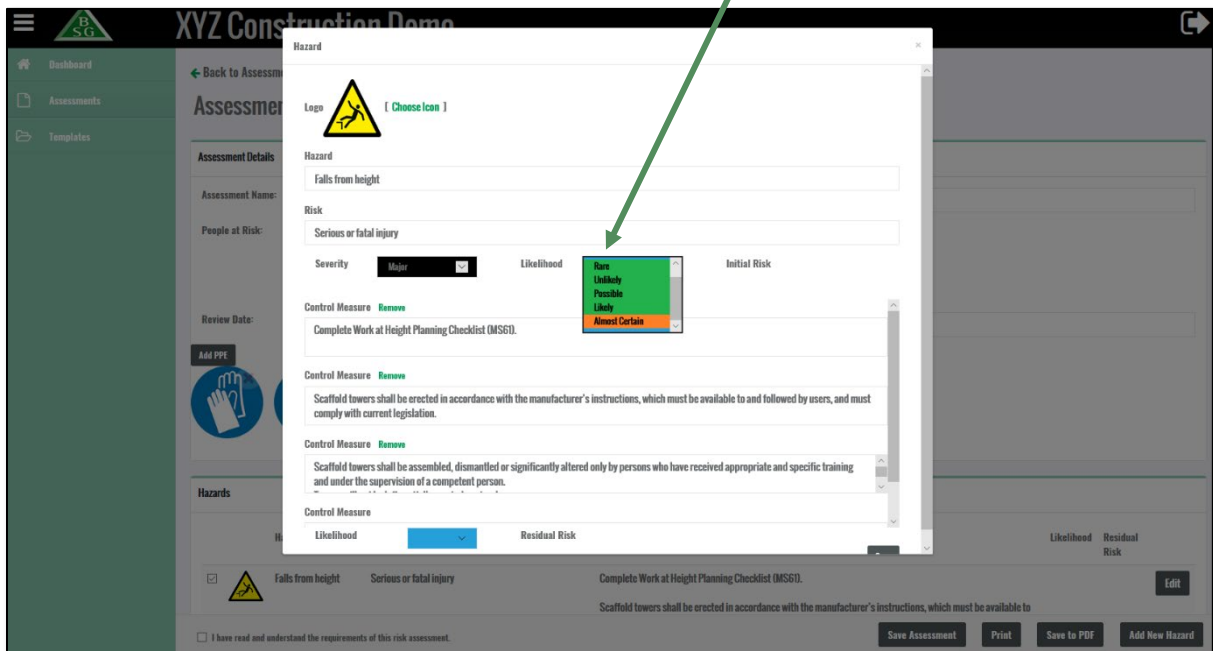 B
SG
XYZ Construction Demo
Dashboard
Assessments
Templates
Back to Assessm
Assessmen
Assessment Details
Assessment Name:
People at Risk:
Review Date:
Add PPE
Hazard
×
Logo [ Choose Icon ]
Hazard
Falls from height
Risk
Serious or fatal injury
Severity Major Likelihood Initial Risk
Rare
Unlikely
Possible
Likely
Almost Certain
Control Measure Remove
Complete Work at Height Planning Checklist (MS61).
Control Measure Remove
Scaffold towers shall be erected in accordance with the manufacturer's instructions, which must be available to and followed by users, and must
comply with current legislation.
Control Measure Remove
Scaffold towers shall be assembled, dismantled or significantly altered only by persons who have received appropriate and specific training
and under the supervision of a competent person.
Control Measure
Likelihood Residual Risk
Hazards
Likelihood Residual
Risk
Falls from height Serious or fatal injury Complete Work at Height Planning Checklist (MS61). Edit
Scaffold towers shall be erected in accordance with the manufacturer's instructions, which must be available to
I have read and understand the requirements of this risk assessment.
Save Assessment Print Save to PDF Add New Hazard